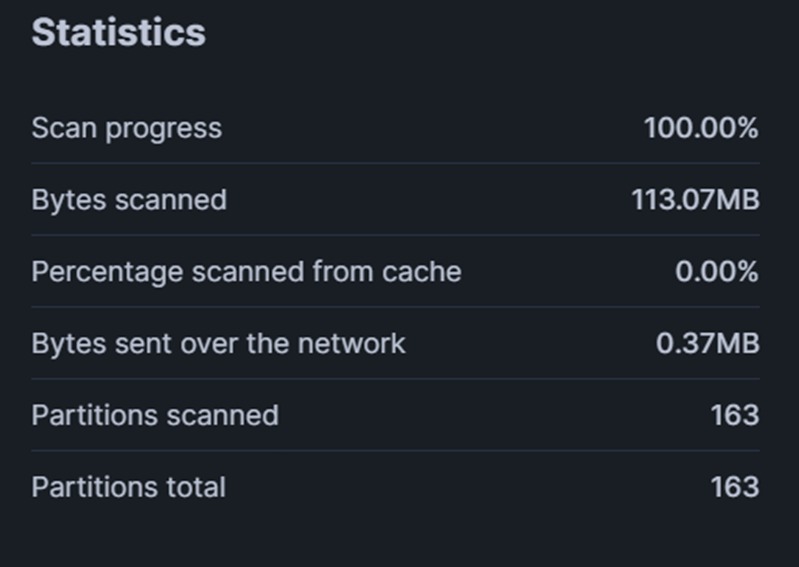 Statistics
Scan progress 100.00%
Bytes scanned 113.07MB
Percentage scanned from cache 0.00%
Bytes sent over the network 0.37MB
Partitions scanned 163
Partitions total 163